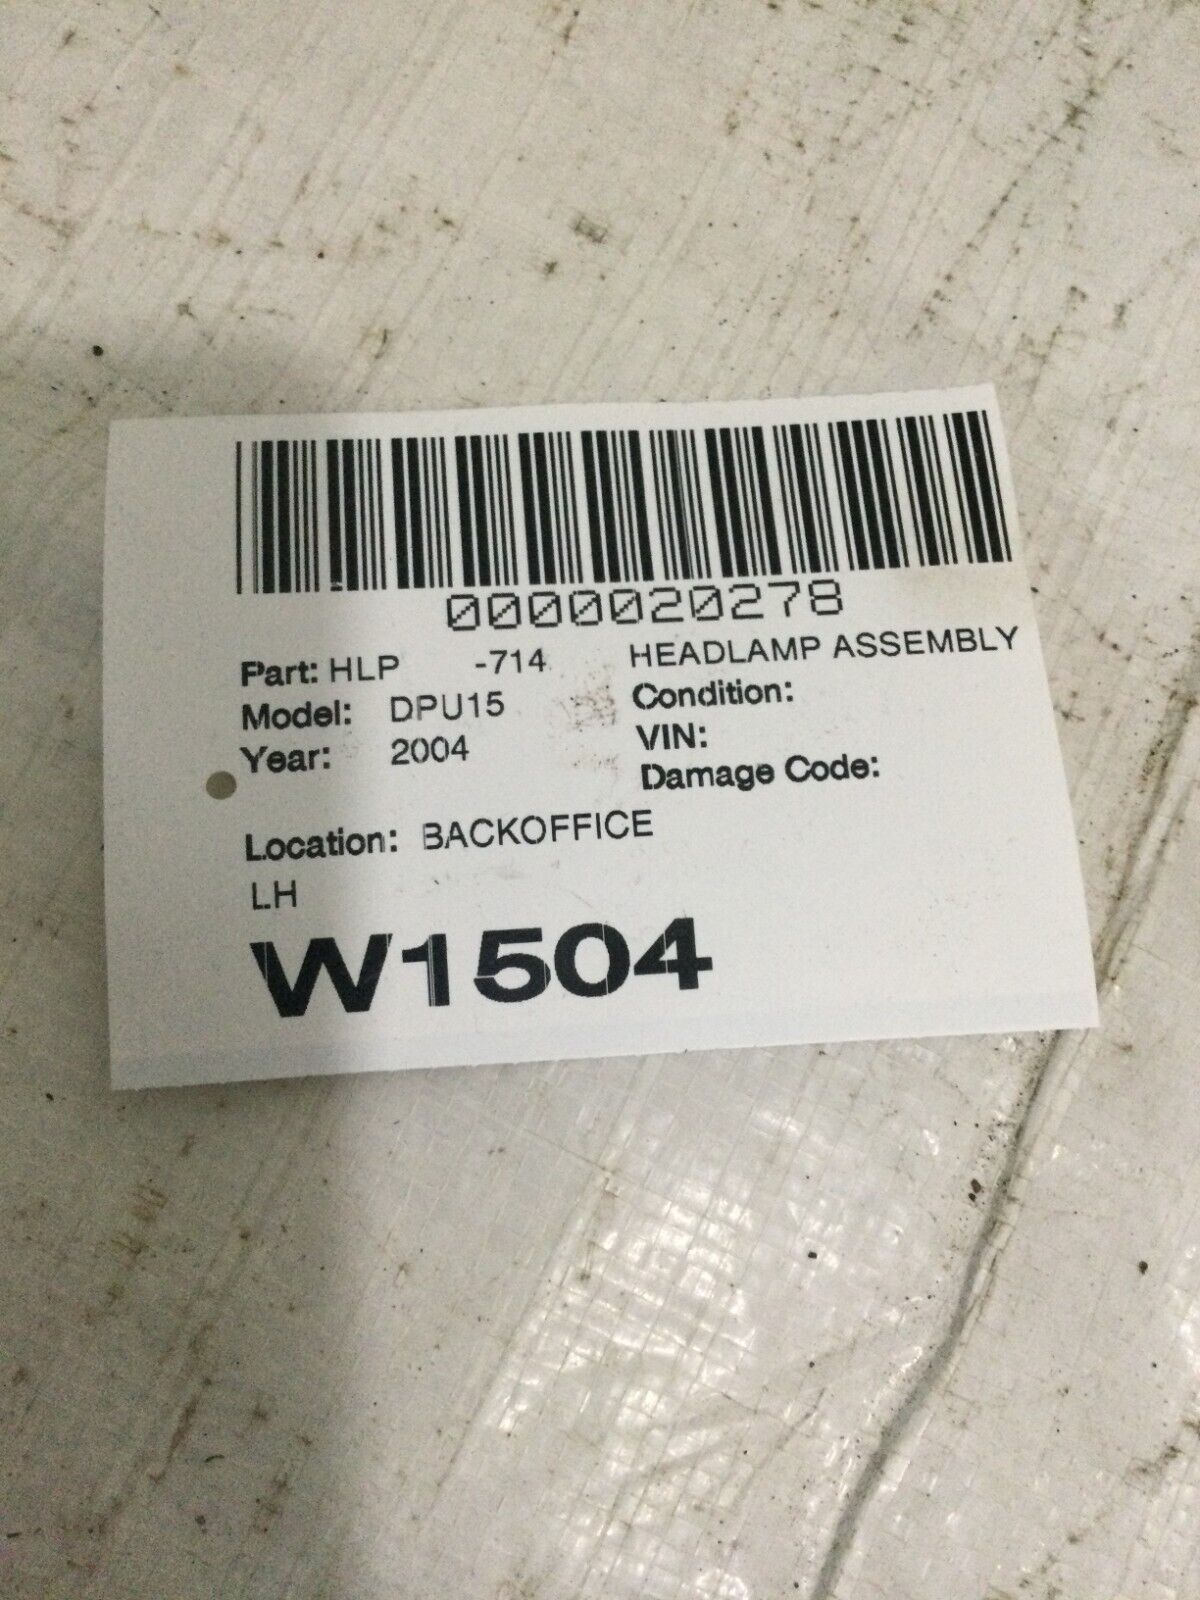 0000020278
Part: HLP -714 HEADLAMP ASSEMBLY
Model: DPU15 Condition:
Year: 2004 VIN:
Damage Code:
Location: BACKOFFICE
LH
W1504